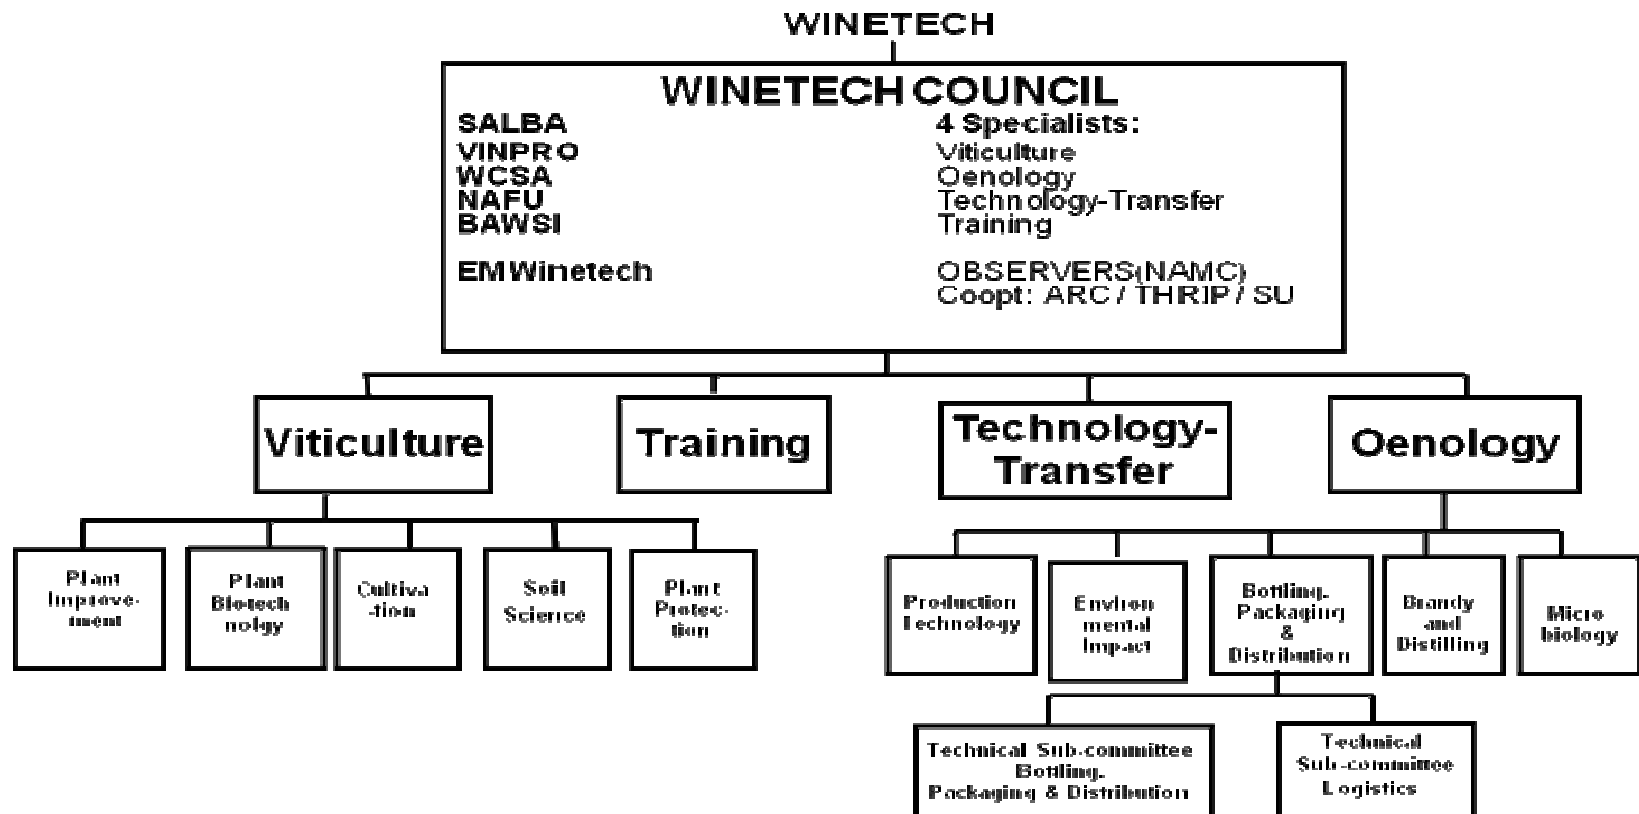 WINETECH
WINETECH COUNCIL
SALBA
VINPRO
WCSA
NAFU
BAWSI
EMWinetech
4 Specialists:
Viticulture
Oenology
Technology-Transfer
Training
OBSERVERS(NAMC)
Coopt: ARC / THRIP / SU
Viticulture
Training
Technology-
Transfer
Oenology
Plant
Improve-
ment
Plant
Biotech
nolgy
Cultiva
-tion
Soil
Science
Plant
Protec-
tion
Production
Technology
Environ
mental
Impact
Bottling,
Packaging
&
Distribution
Brandy
and
Distilling
Micro
biology
Technical Sub-committee
Bottling,
Packaging & Distribution
Technical
Sub-committee
Logistics